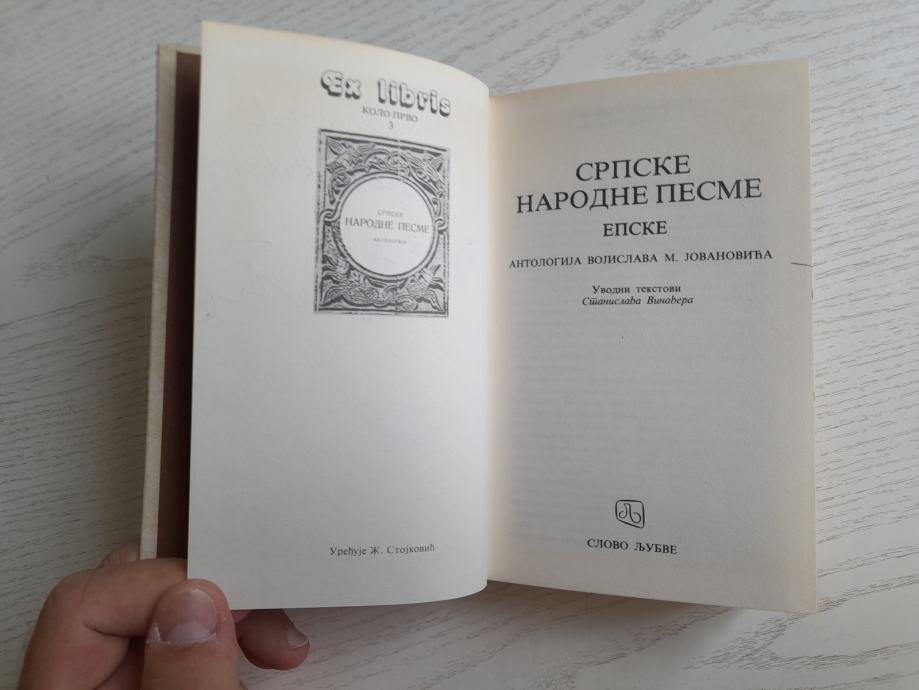 Ex libris
КОЛО ПРВО
3
СРПСКЕ
НАРОДНЕ ПЕСМЕ
АНТОЛОГИЈА
Уређује Ж. Стојковић
СРПСКЕ
НАРОДНЕ ПЕСМЕ
ЕПСКЕ
АНТОЛОГИЈА ВОЈИСЛАВА М. ЈОВАНОВИЋА
Уводни текстови
Станислава Винавера
СЛОВО ЉУБВЕ